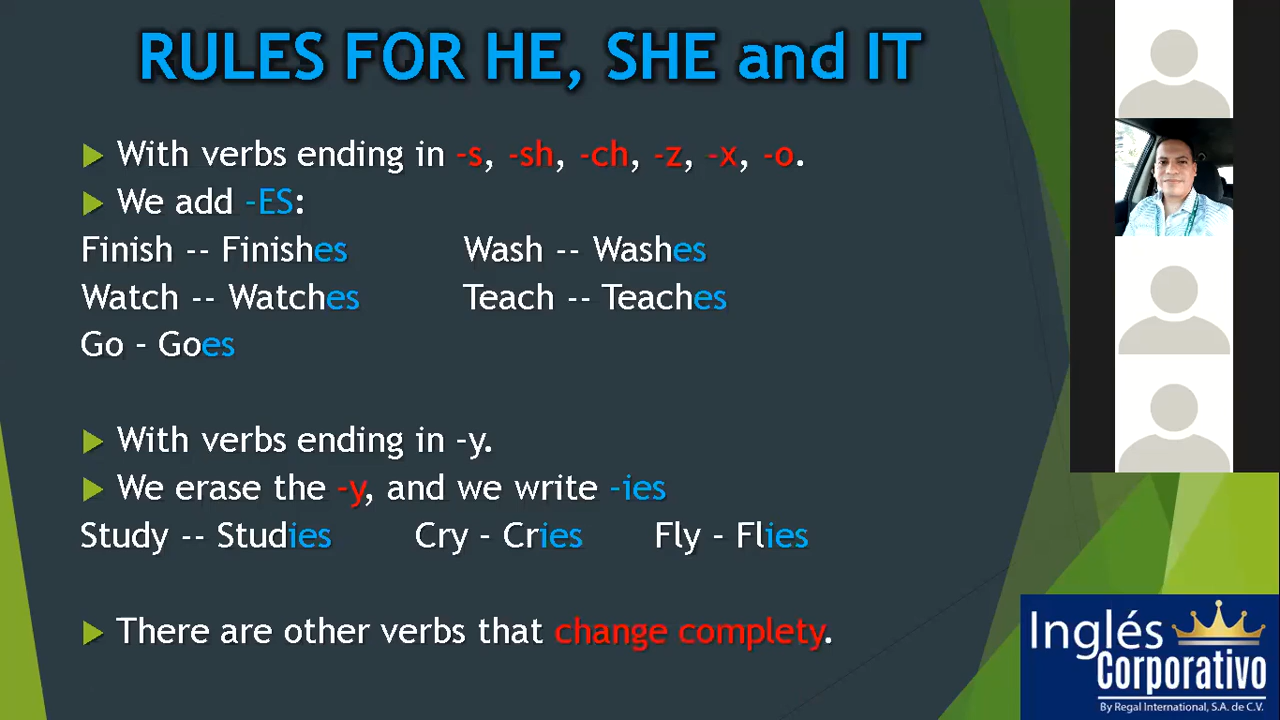 RULES FOR HE, SHE and IT
With verbs ending in -s, -sh, -ch, -z, -x, -o.
We add -ES:
Finish -- Finishes Wash -- Washes
Watch -- Watches Teach -- Teaches
Go – Goes
With verbs ending in -y.
We erase the -y, and we write -ies
Study -- Studies Cry – Cries Fly – Flies
There are other verbs that change complety.
Inglés
Corporativo
By Regal International, S.A. de C.V.